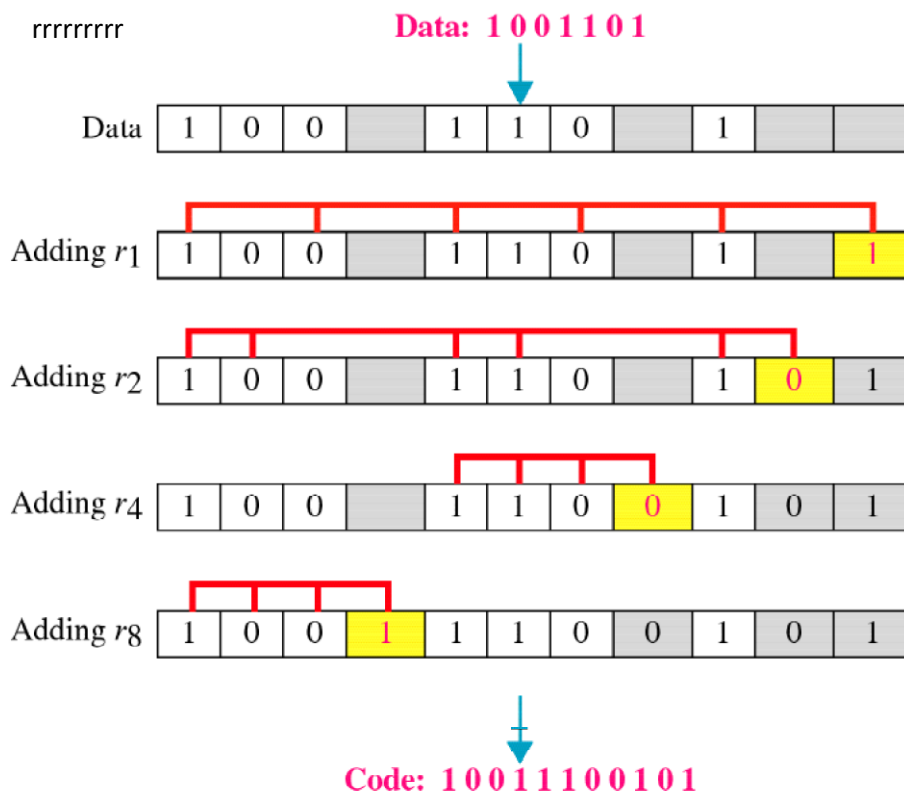 rrrrrrrrr
Data: 1 0 0 1 1 0 1
Data 1 0 0 1 1 0 1
Adding r1 1 0 0 1 1 0 1 1
Adding r2 1 0 0 1 1 0 1 0 1
Adding r4 1 0 0 1 1 0 0 1 0 1
Adding r8 1 0 0 1 1 1 0 0 1 0 1
Code: 1 0 0 1 1 1 0 0 1 0 1